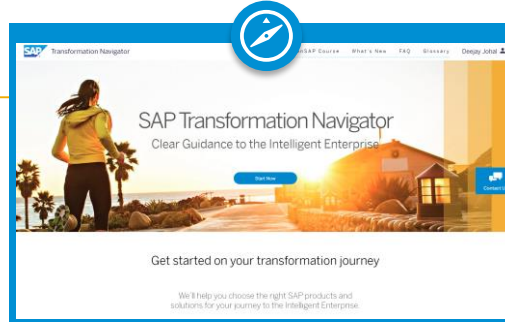 SAP Transformation Navigator
SAP Course What's New FAQ Glossary Deejay Johal
SAP Transformation Navigator
Clear Guidance to the Intelligent Enterprise
Start Now
Contact U
Get started on your transformation journey
We'll help you choose the right SAP products and
solutions for your journey to the Intelligent Enterprise.